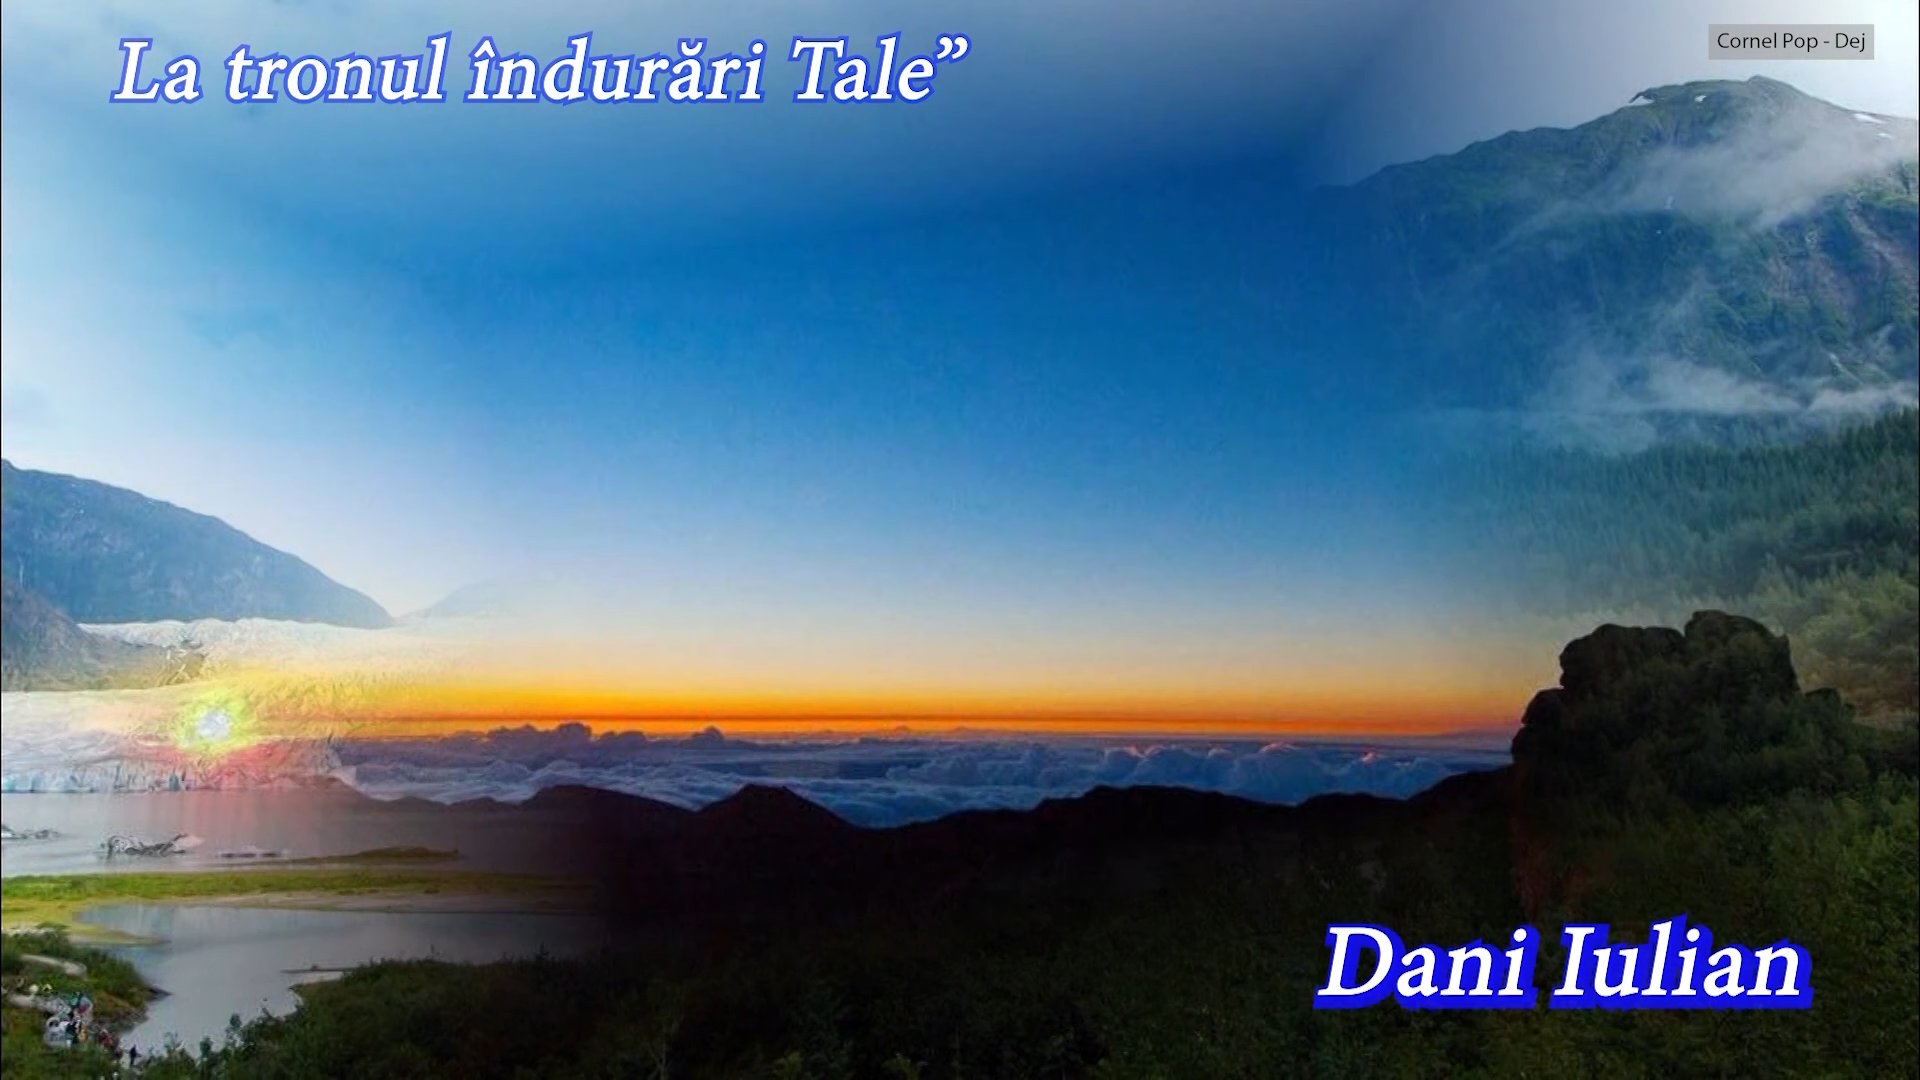 La tronul îndurări Tale”
Cornel Pop - Dej
Dani Iulian